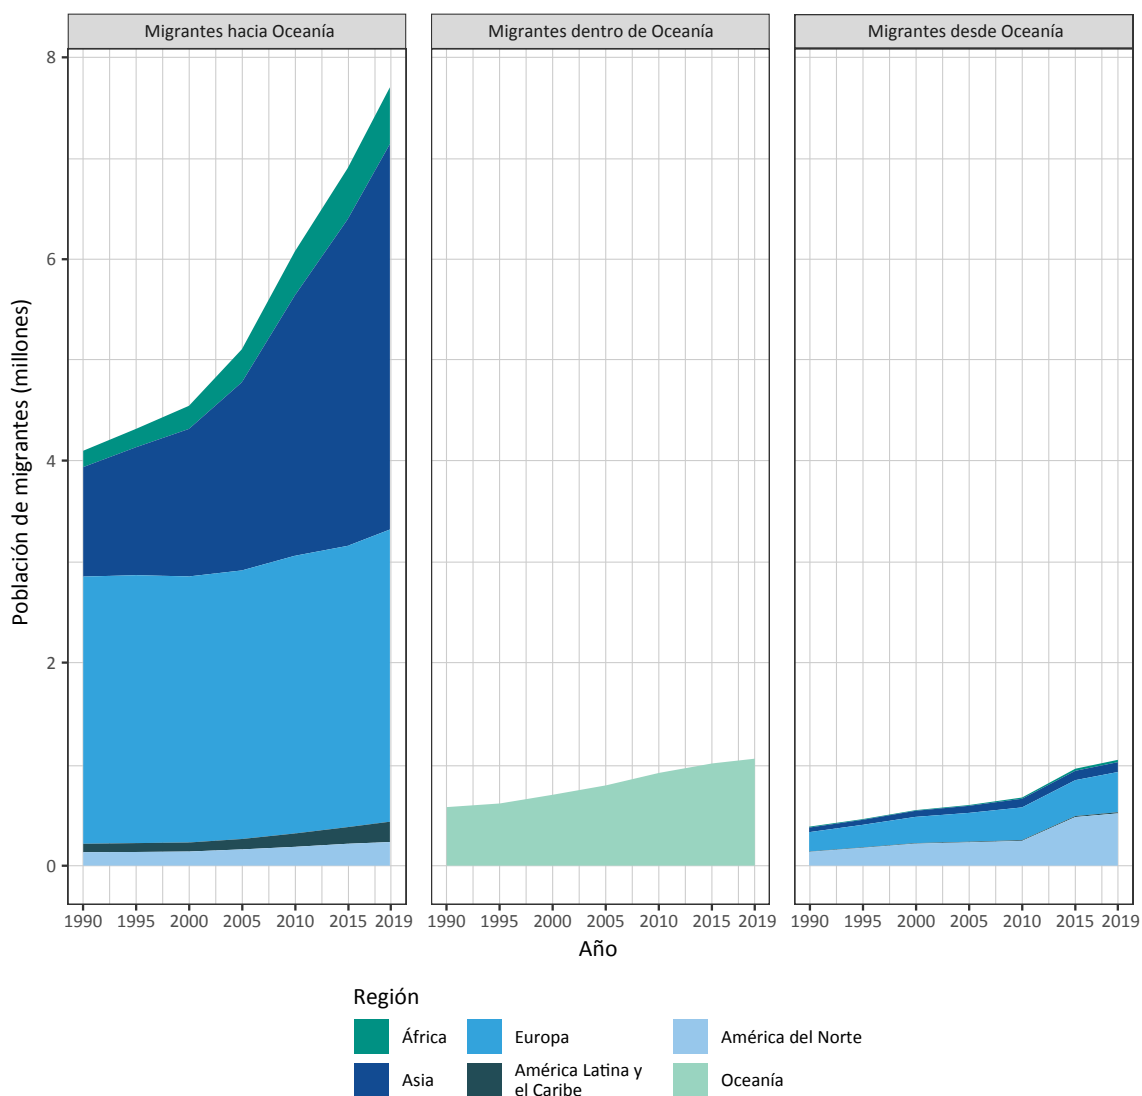 Migrantes hacia Oceanía
Migrantes dentro de Oceanía
Migrantes desde Oceanía
Población de migrantes (millones)
8
6
4
2
0
1990 1995 2000 2005 2010 2015 2019
1990 1995 2000 2005 2010 2015 2019
1990 1995 2000 2005 2010 2015 2019
Año
Región
África
Europa
América del Norte
Asia
América Latina y
el Caribe
Oceanía